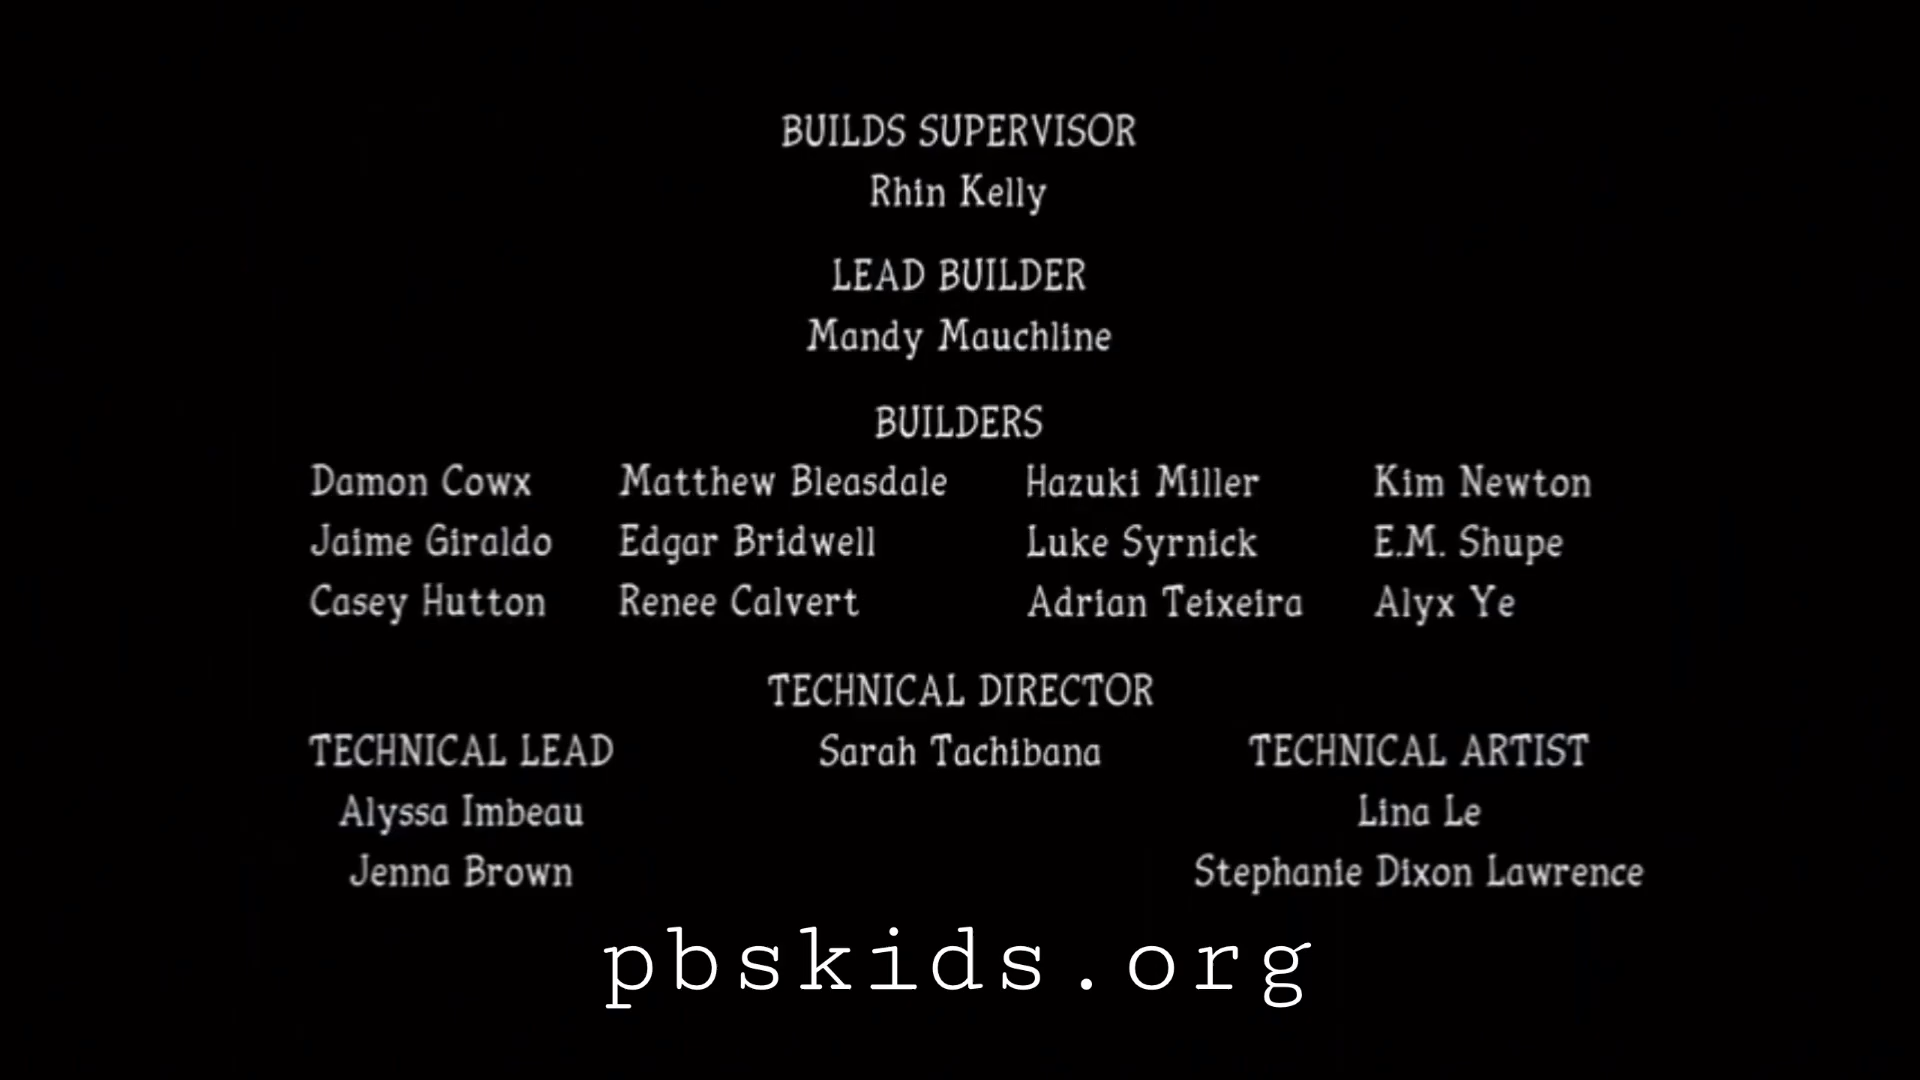 BUILDS SUPERVISOR
Rhin Kelly
LEAD BUILDER
Mandy Mauchline
BUILDERS
Damon Cowx Matthew Bleasdale Hazuki Miller Kim Newton
Jaime Giraldo Edgar Bridwell Luke Syrnick E.M. Shupe
Casey Hutton Renee Calvert Adrian Teixeira Alyx Ye
TECHNICAL DIRECTOR
TECHNICAL LEAD Sarah Tachibana TECHNICAL ARTIST
Alyssa Imbeau Lina Le
Jenna Brown Stephanie Dixon Lawrence
pbskids.org